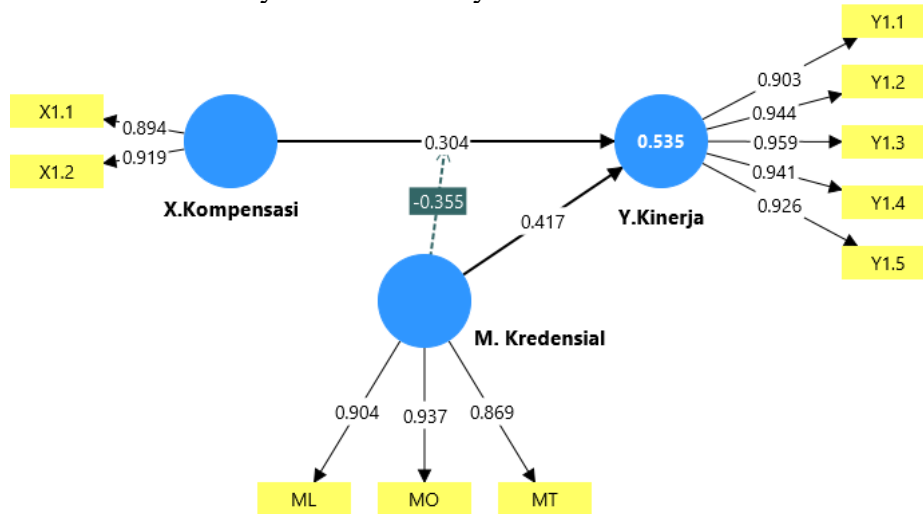 Y1.1
0.903
Y1.2
X1.1
0.894
0.944
0.304
0.535
0.959
Y1.3
0.919
X1.2
0.941
-0.355
0.926
Y1.4
X.Kompensasi
0.417
Y.Kinerja
Y1.5
M. Kredensial
0.904
0.937
0.869
ML
MO
MT